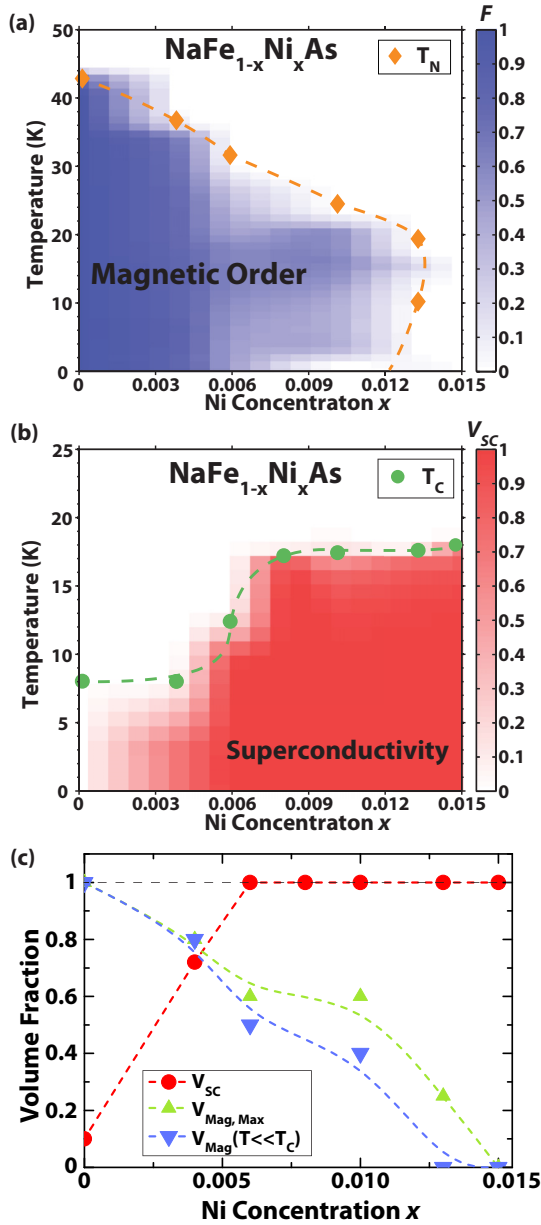 (a)
NaFe1-xNixAs
F
TN
Magnetic Order
Temperature (K)
50
40
30
20
10
0
0
0.003
0.006
0.009
0.012
0.015
Ni Concentraton x
1
0.9
0.8
0.7
0.6
0.5
0.4
0.3
0.2
0.1
0
(b)
NaFe1-xNixAs
VSC
TC
Superconductivity
Temperature (K)
25
20
15
10
5
0
0
0.003
0.006
0.009
0.012
0.015
Ni Concentraton x
1
0.9
0.8
0.7
0.6
0.5
0.4
0.3
0.2
0.1
0
(c)
Volume Fraction
1
0.8
0.6
0.4
0.2
0
VSC
VMag, Max
VMag(T<<TC)
0
0.005
0.010
0.015
Ni Concentration x